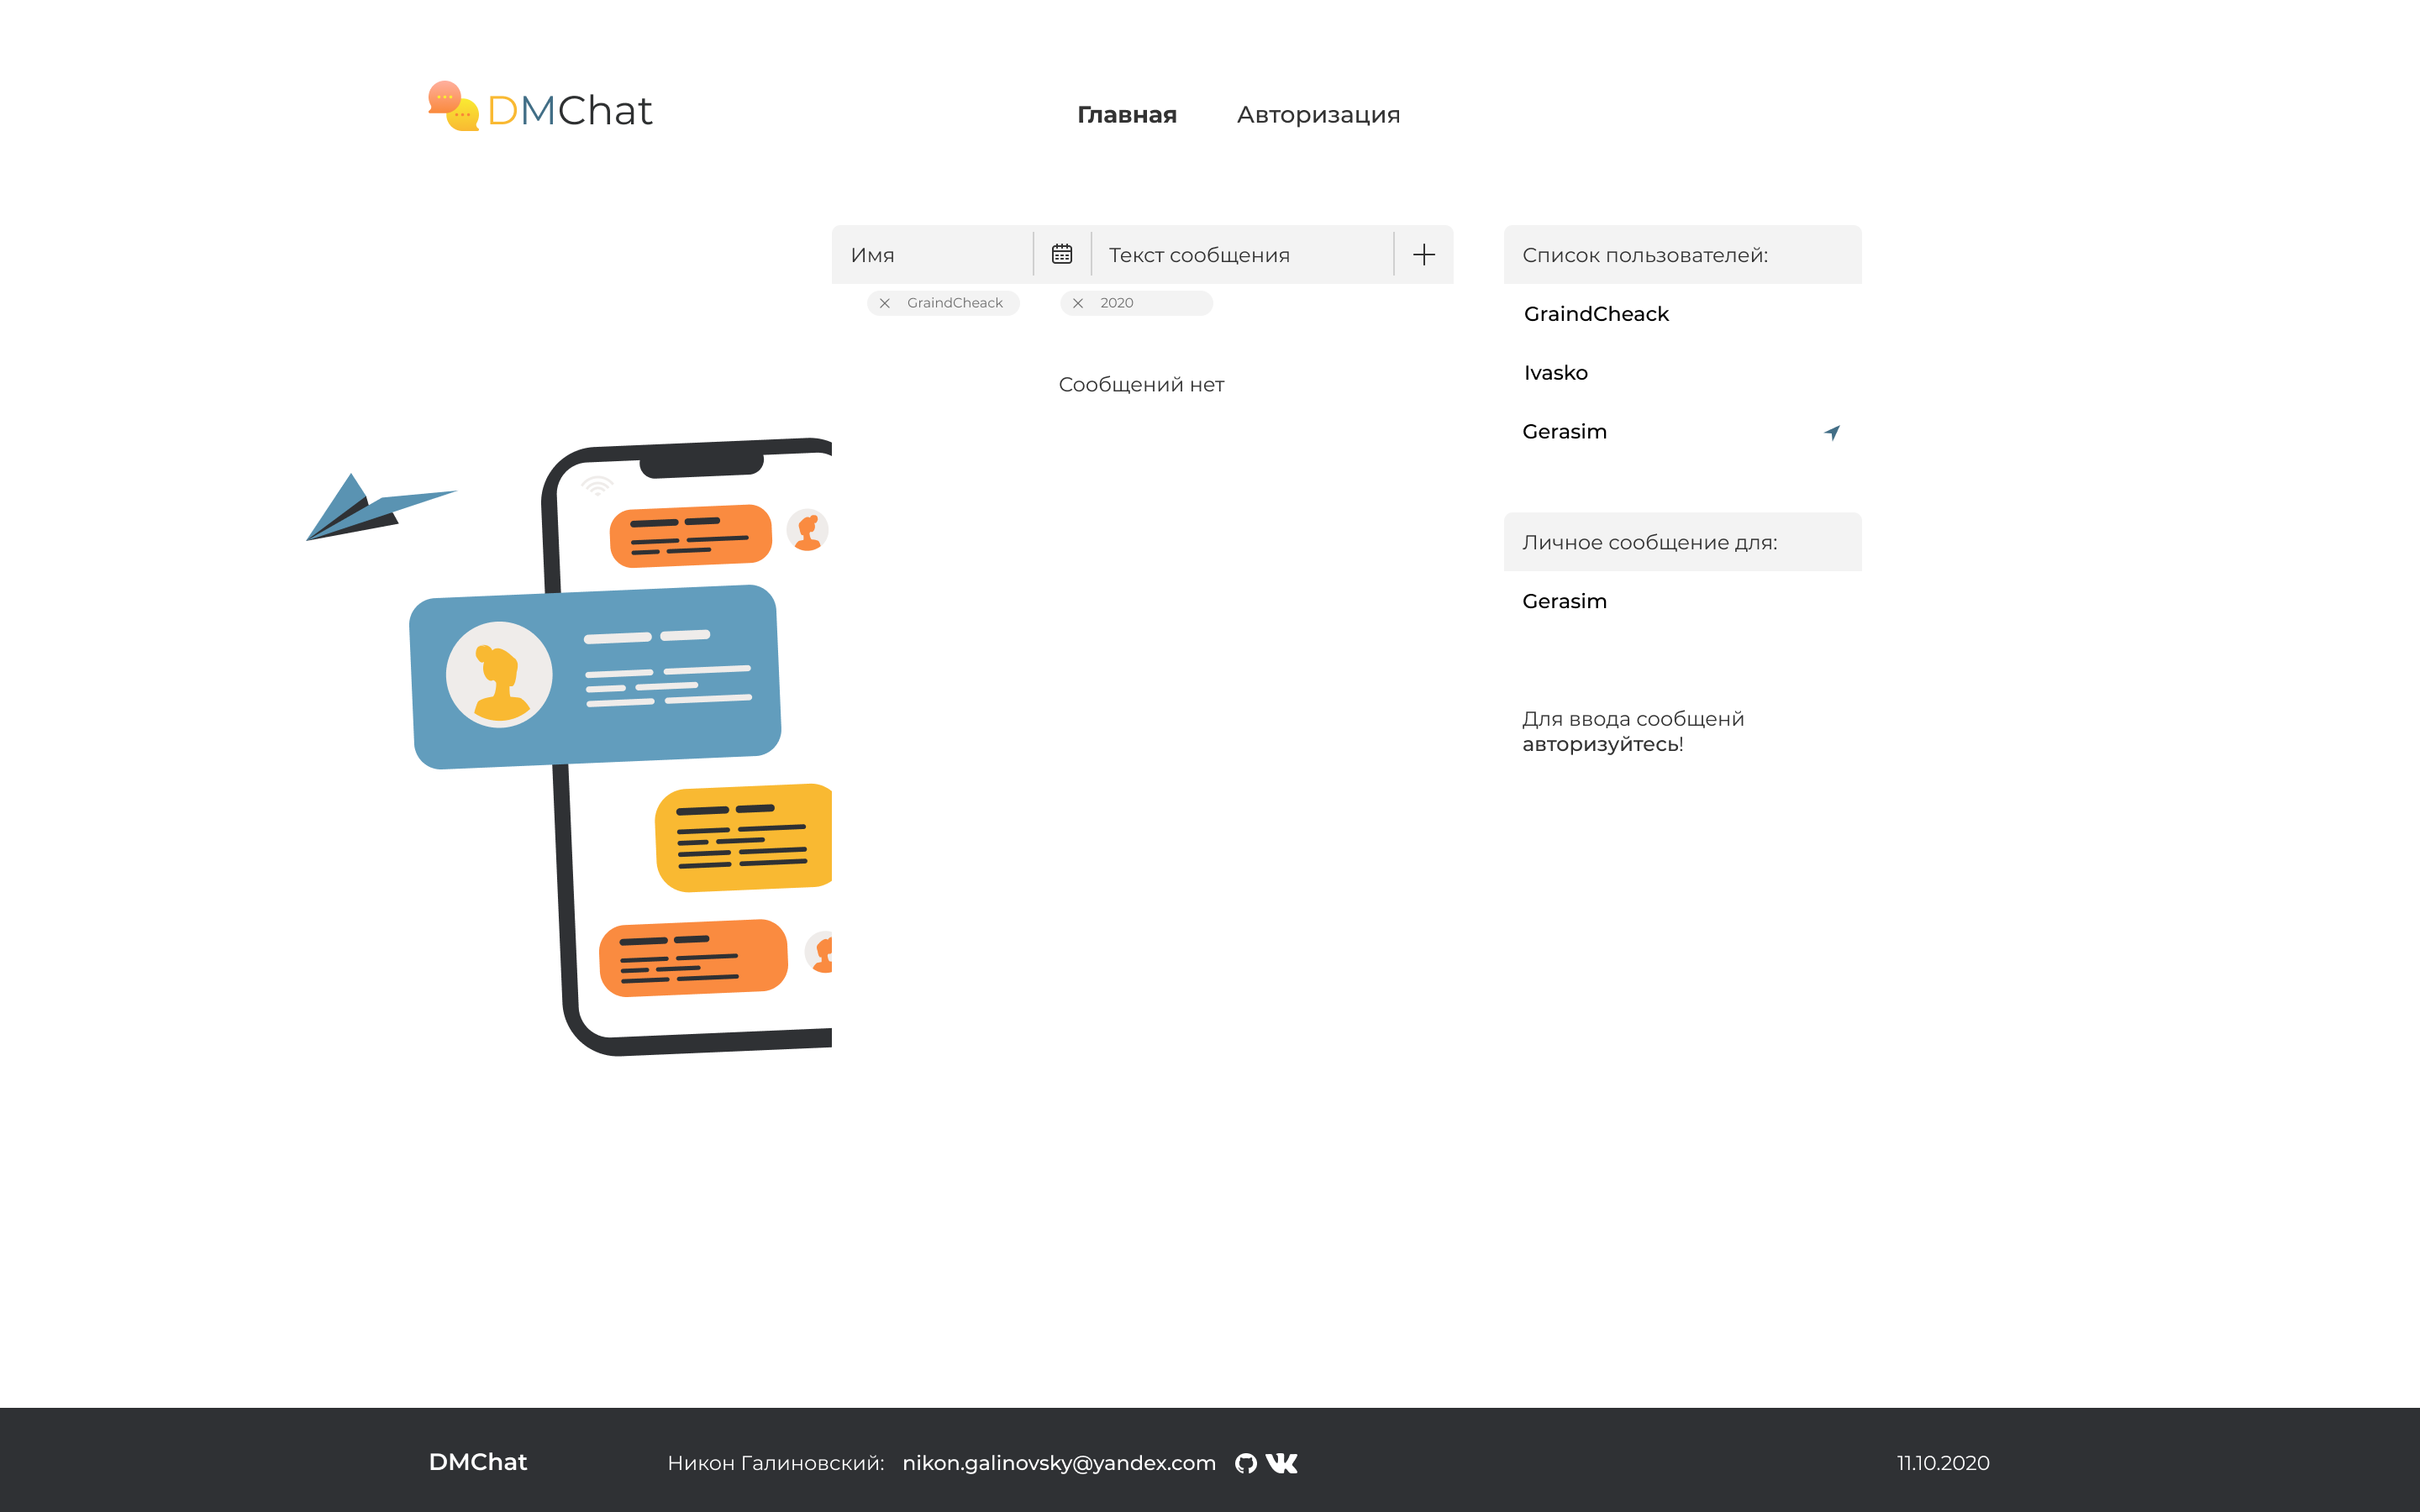 DMChat
Главная
Авторизация
Имя
Текст сообщения
GraindCheack
2020
Сообщений нет
Список пользователей:
GraindCheack
Ivasko
Gerasim
Личное сообщение для:
Gerasim
Для ввода сообщенй
авторизуйтесь!
DMChat
Никон Галиновский: nikon.galinovsky@yandex.com
11.10.2020